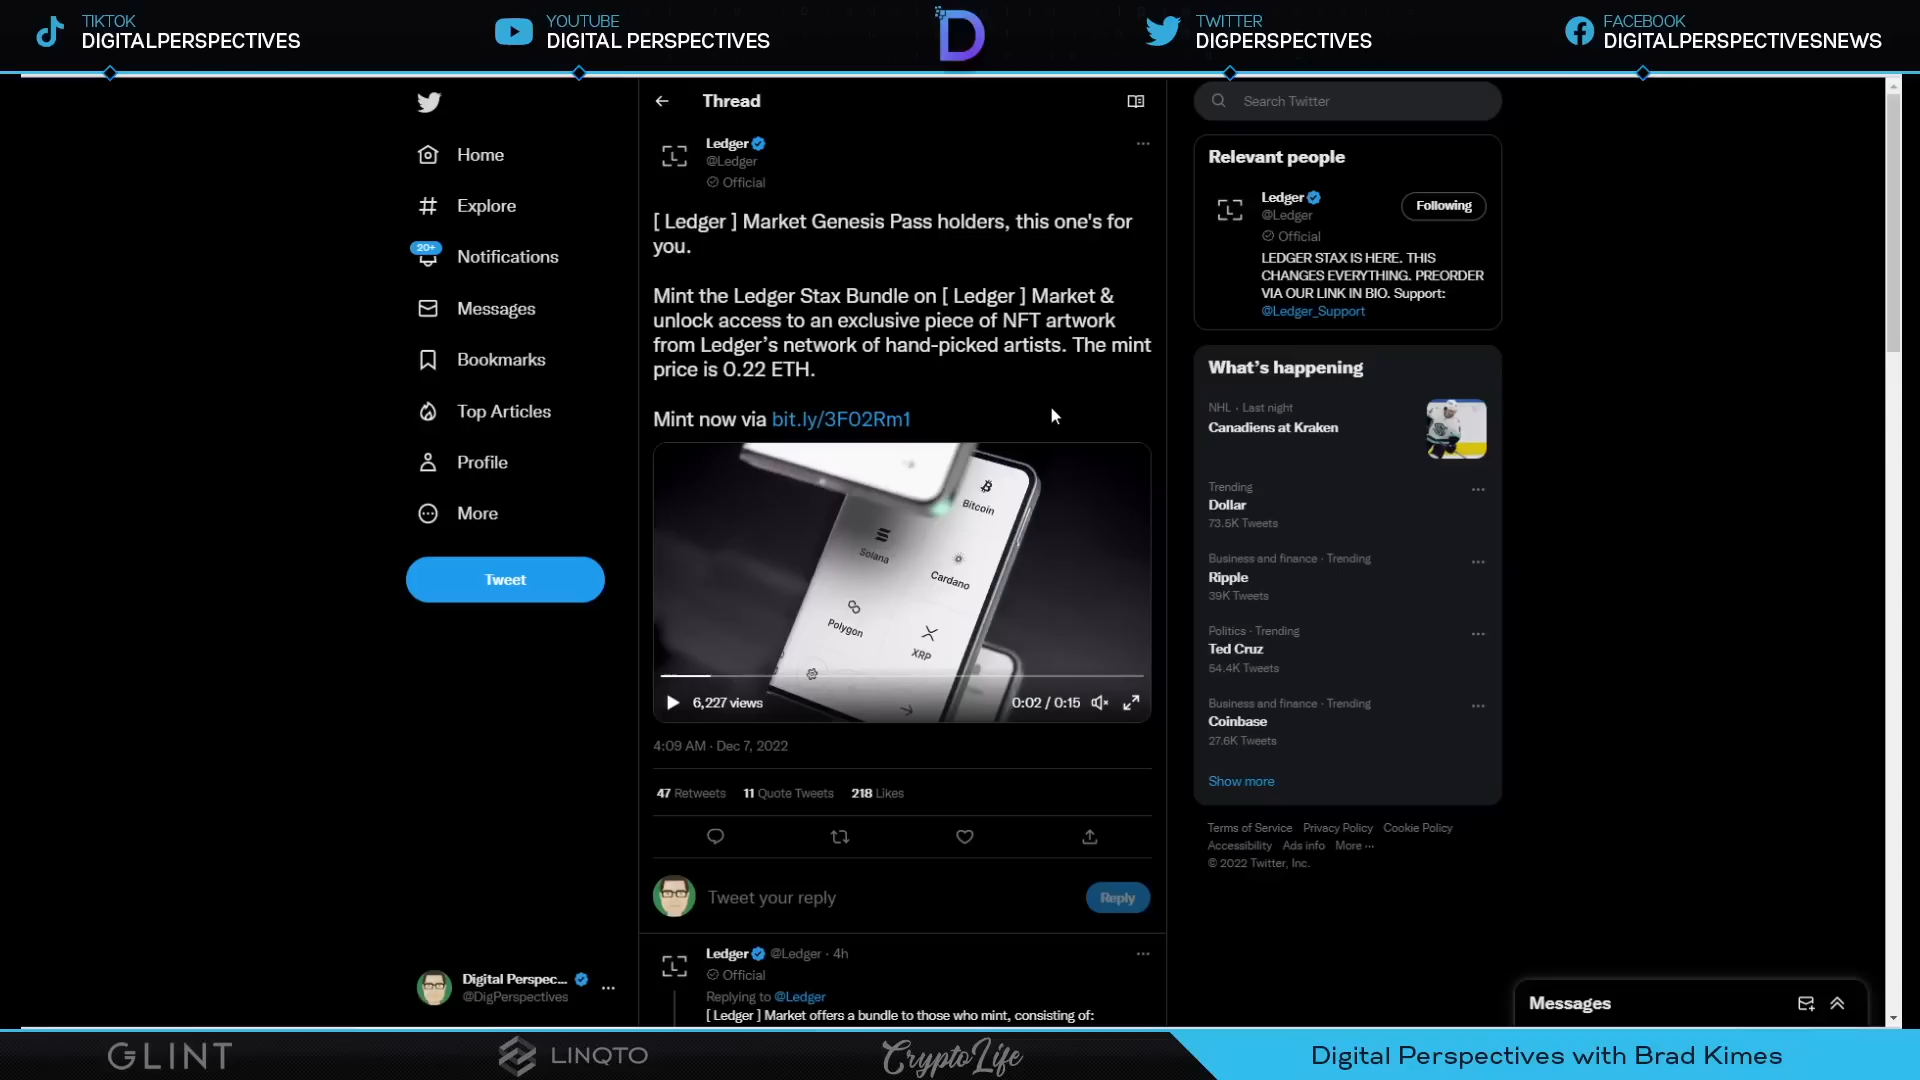 TIKTOK
DIGITALPERSPECTIVES
YOUTUBE
DIGITAL PERSPECTIVES
D
TWITTER
DIGPERSPECTIVES
FACEBOOK
DIGITALPERSPECTIVESNEWS
Home
Explore
20+
Notifications
Messages
Bookmarks
Top Articles
Profile
More
Tweet
Digital Perspec...
@DigPerspectives
Thread
Ledger
@Ledger
Official
[ Ledger ] Market Genesis Pass holders, this one's for
you.
Mint the Ledger Stax Bundle on [ Ledger ] Market &
unlock access to an exclusive piece of NFT artwork
from Ledger’s network of hand-picked artists. The mint
price is 0.22 ETH.
Mint now via bit.ly/3F02Rm1
Bitcoin
Solana
Cardano
Polygon
XRP
6,227 views
0:02 / 0:15
4:09 AM · Dec 7, 2022
47 Retweets 11 Quote Tweets 218 Likes
Tweet your reply
Reply
Ledger @Ledger · 4h
Official
Replying to @Ledger
[ Ledger ] Market offers a bundle to those who mint, consisting of:
Search Twitter
Relevant people
Ledger
@Ledger
Following
Official
LEDGER STAX IS HERE. THIS
CHANGES EVERYTHING. PREORDER
VIA OUR LINK IN BIO. Support:
@Ledger_Support
What’s happening
NHL · Last night
Canadiens at Kraken
Trending
Dollar
73.5K Tweets
Business and finance · Trending
Ripple
39K Tweets
Politics · Trending
Ted Cruz
54.4K Tweets
Business and finance · Trending
Coinbase
27.6K Tweets
Show more
Terms of Service Privacy Policy Cookie Policy
Accessibility Ads info More ···
© 2022 Twitter, Inc.
Messages
GLINT
LINQTO
CryptoLife
Digital Perspectives with Brad Kimes